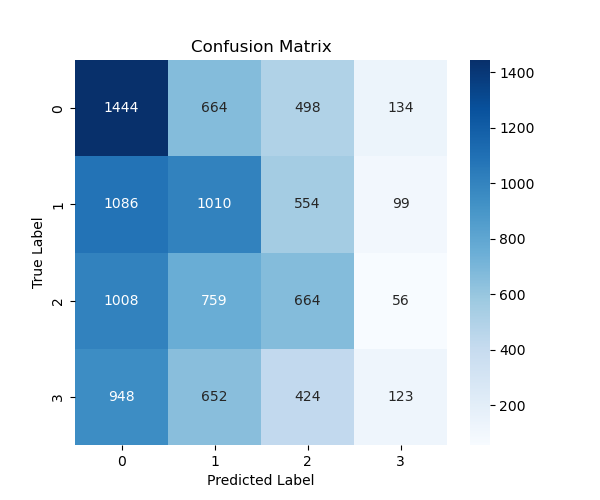 Confusion Matrix
True Label
0 1444 664 498 134
1 1086 1010 554 99
2 1008 759 664 56
3 948 652 424 123
0 1 2 3
Predicted Label
1400
1200
1000
800
600
400
200